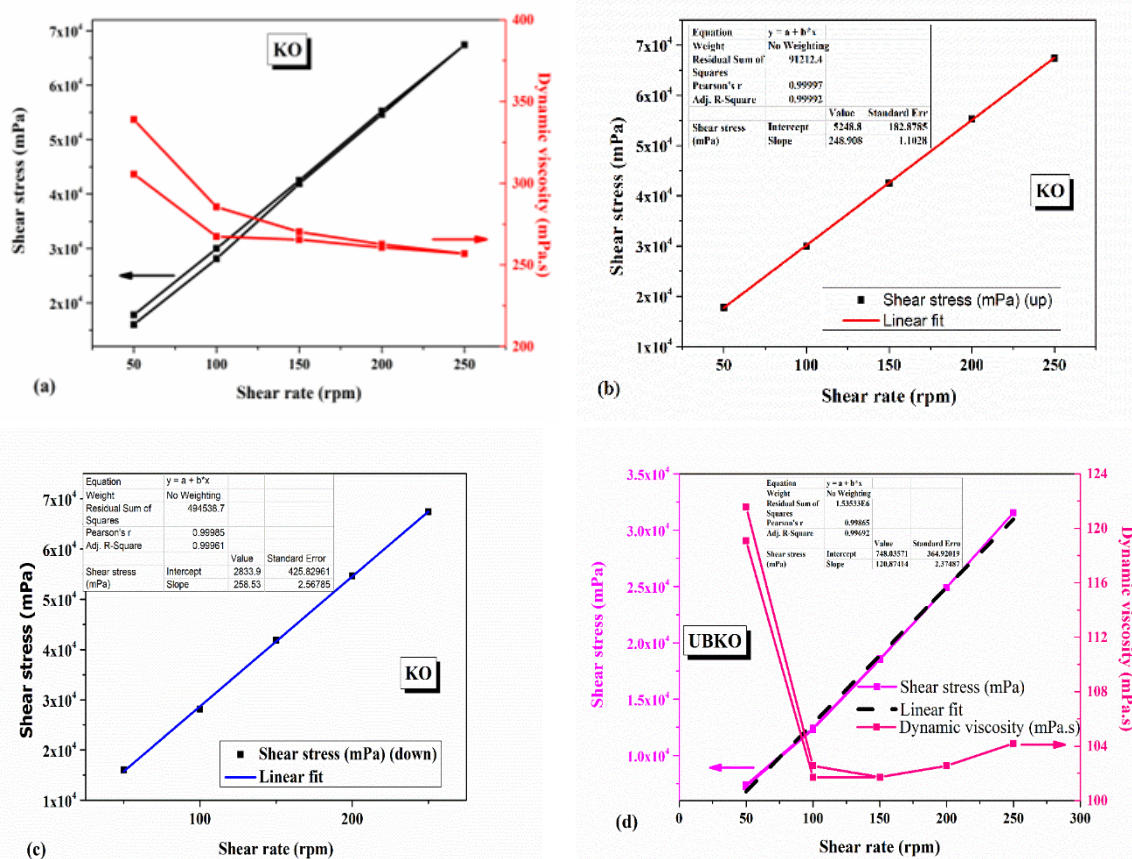 KO
Shear stress (mPa)
7x10⁴
6x10⁴
5x10⁴
4x10⁴
3x10⁴
2x10⁴
400
350
300
250
200
Dynamic viscosity (mPa.s)
50 100 150 200 250
Shear rate (rpm)
(a)
Equation y = a + b*x
Weight No Weighting
Residual Sum of 91212.4
Squares
Pearson's r 0.99997
Adj. R-Square 0.99992
Value Standard Err
Shear stress Intercept 5248.8 182.8785
(mPa) Slope 248.908 1.1028
KO
Shear stress (mPa)
7x10⁴
6x10⁴
5x10⁴
4x10⁴
3x10⁴
2x10⁴
1x10⁴
Shear stress (mPa) (up)
Linear fit
50 100 150 200 250
Shear rate (rpm)
(b)
Equation y = a + b*x
Weight No Weighting
Residual Sum of 494538.7
Squares
Pearson's r 0.99985
Adj. R-Square 0.99961
Value Standard Error
Shear stress Intercept 2833.9 425.82961
(mPa) Slope 258.53 2.56785
KO
Shear stress (mPa)
7x10⁴
6x10⁴
5x10⁴
4x10⁴
3x10⁴
2x10⁴
1x10⁴
Shear stress (mPa) (down)
Linear fit
100 200
Shear rate (rpm)
(c)
Equation y = a + b*x
Weight No Weighting
Residual Sum of 1.53533E6
Squares
Pearson's r 0.99865
Adj. R-Square 0.99692
Value Standard Erro
Shear stress Intercept 748.03571 364.92019
(mPa) Slope 120.87414 2.37487
UBKO
Shear stress (mPa)
3.5x10⁴
3.0x10⁴
2.5x10⁴
2.0x10⁴
1.5x10⁴
1.0x10⁴
124
120
116
112
108
104
100
Dynamic viscosity (mPa.s)
Shear stress (mPa)
Linear fit
Dynamic viscosity (mPa.s)
0 50 100 150 200 250 300
Shear rate (rpm)
(d)